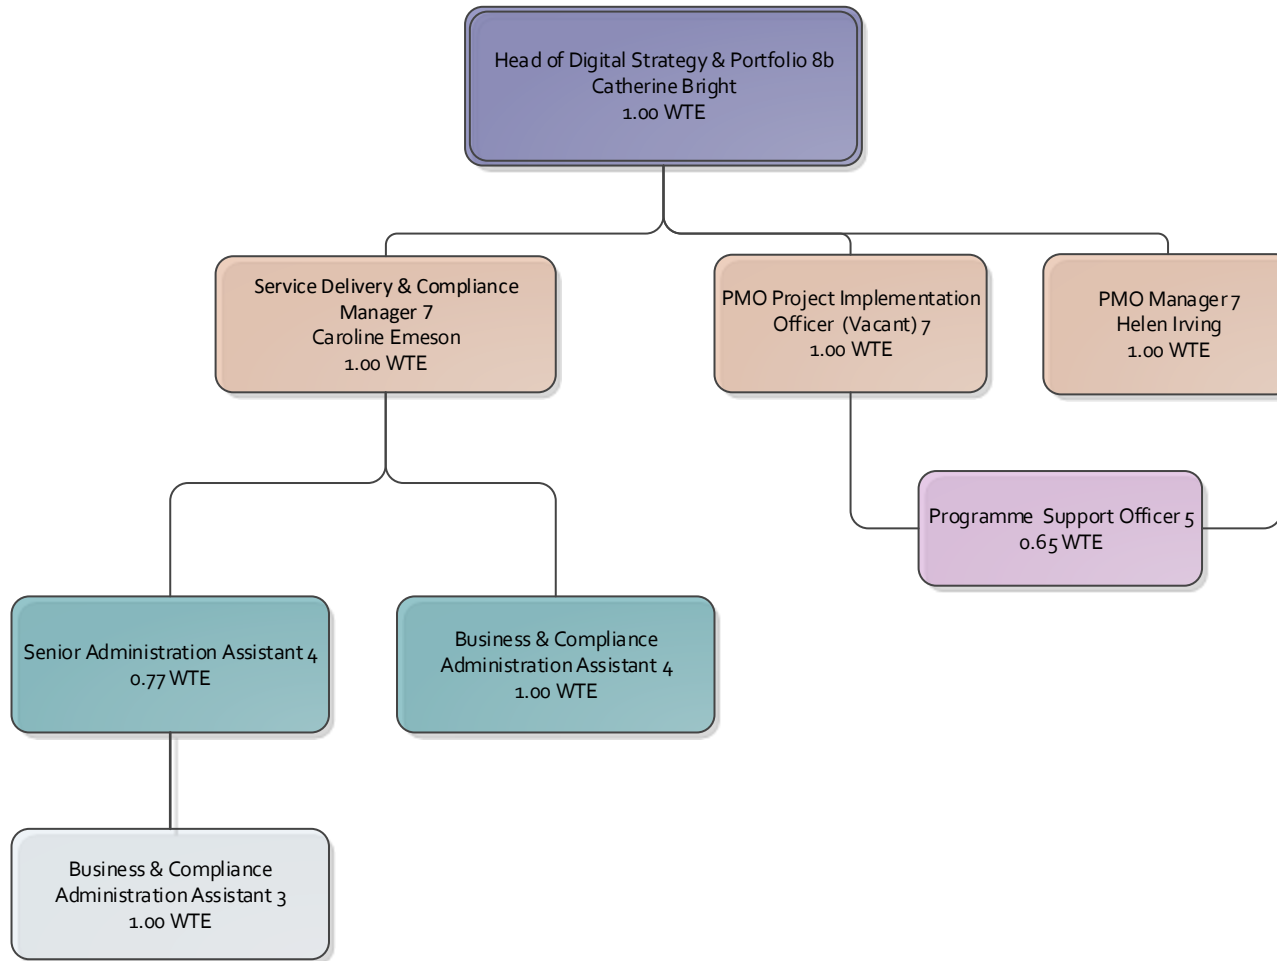 Head of Digital Strategy & Portfolio 8b
Catherine Bright
1.00 WTE
Service Delivery & Compliance
Manager 7
Caroline Emeson
1.00 WTE
PMO Project Implementation
Officer (Vacant) 7
1.00 WTE
PMO Manager 7
Helen Irving
1.00 WTE
Programme Support Officer 5
0.65 WTE
Senior Administration Assistant 4
0.77 WTE
Business & Compliance
Administration Assistant 4
1.00 WTE
Business & Compliance
Administration Assistant 3
1.00 WTE